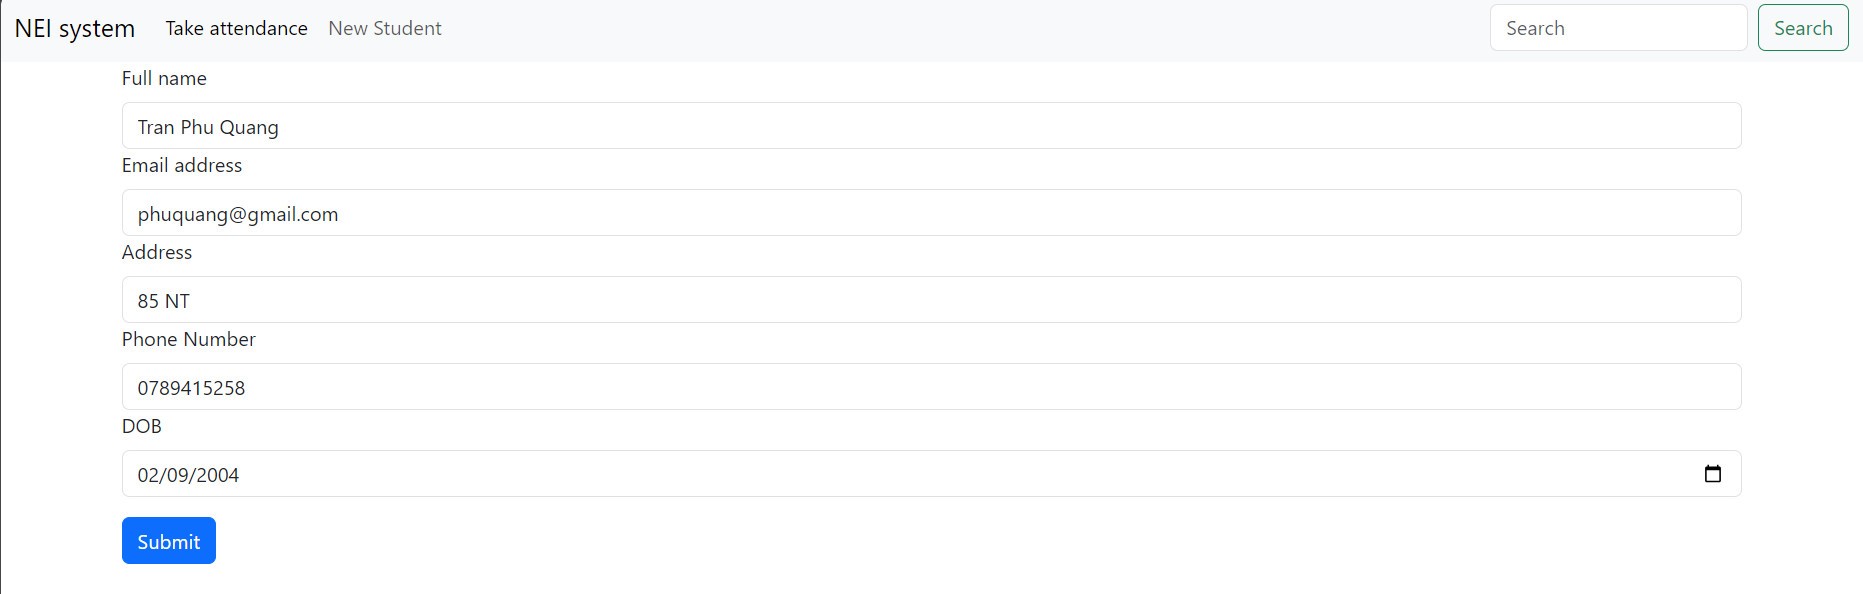 NEI system Take attendance New Student Search Search
Full name
Tran Phu Quang
Email address
phuquang@gmail.com
Address
85 NT
Phone Number
0789415258
DOB
02/09/2004
Submit